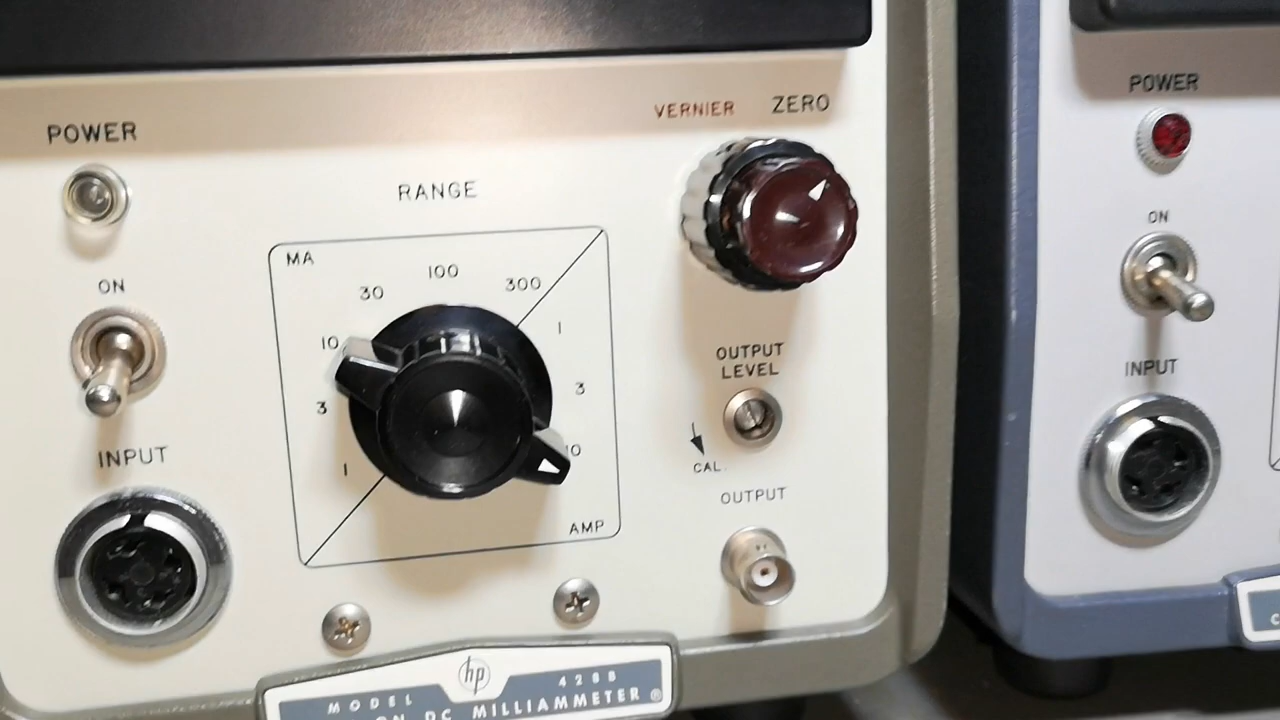 POWER
VERNIER ZERO
RANGE
ON
MA
30
100
300
10
1
3
3
10
1
AMP
INPUT
OUTPUT
LEVEL
CAL.
OUTPUT
hp
MODEL 428B
ON DC MILLIAMMETER ®
POWER
ON
INPUT
C